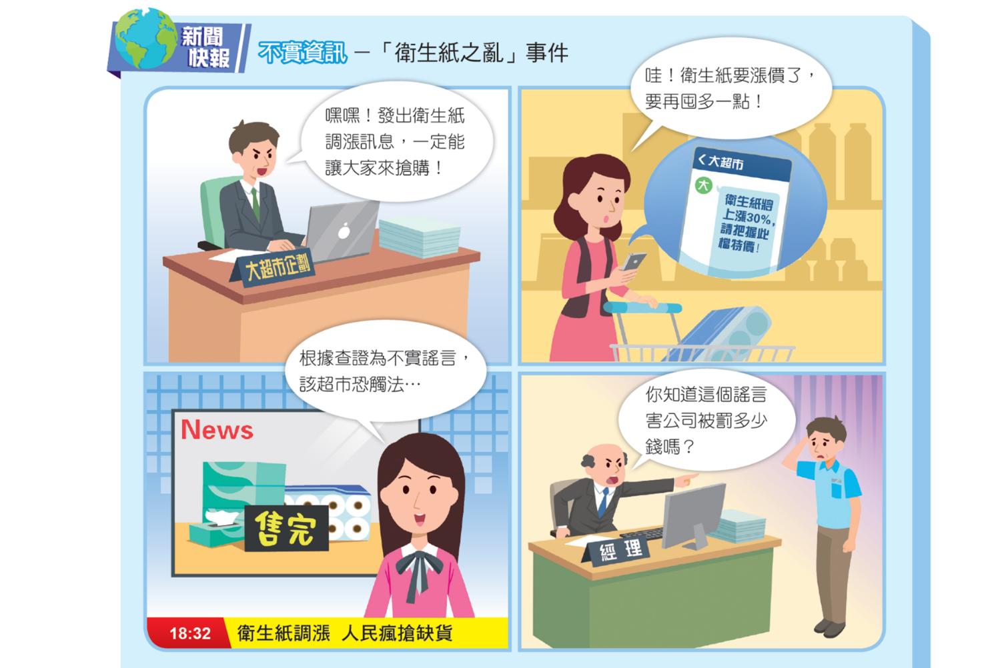 新聞
快報
不實資訊－「衛生紙之亂」事件
嘿嘿！發出衛生紙
調漲訊息，一定能
讓大家來搶購！
大超市企劃
哇！衛生紙要漲價了，
要再囤多一點！
大超市
大
衛生紙將
上漲30%,
請把握此
檔特價!
根據查證為不實謠言，
該超市恐觸法…
News
售完
18:32
衛生紙調漲 人民瘋搶缺貨
你知道這個謠言
害公司被罰多少
錢嗎？
經理